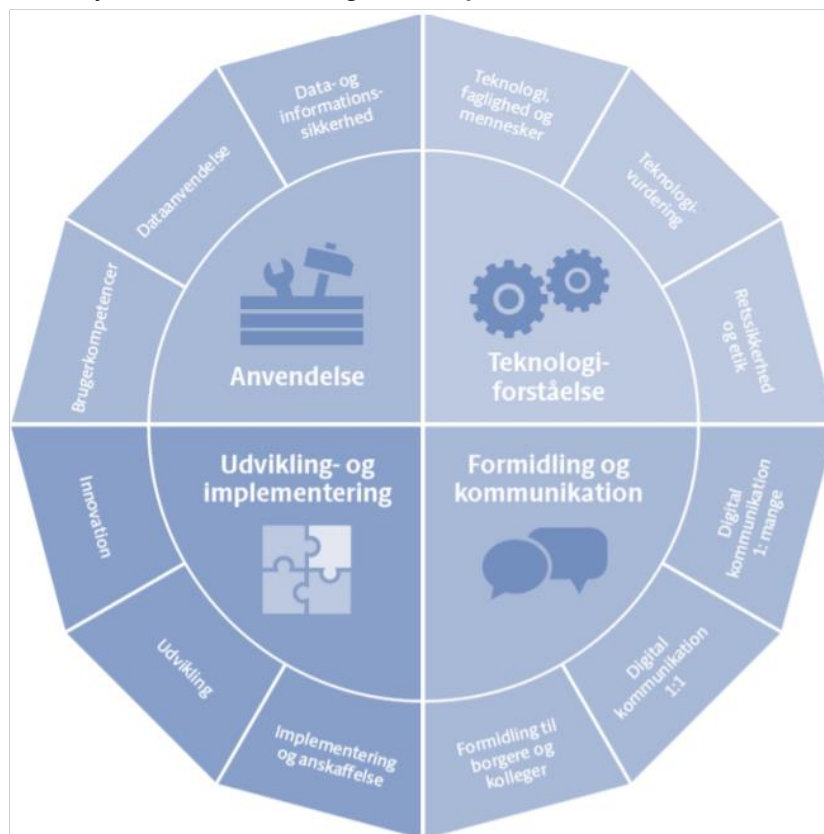 Data- og
informations-
sikkerhed
Teknologi,
faglighed og
mennesker
Dataanvendelse
Teknologi-
vurdering
Brugerkompetencer
Retssikkerhed
og etik
Anvendelse
Teknologi-
forståelse
Udvikling- og
implementering
Formidling og
kommunikation
Innovation
Digital
kommunikation
1: mange
Udvikling
Digital
kommunikation
1:1
Implementering
og anskaffelse
Formidling til
borgere og
kolleger